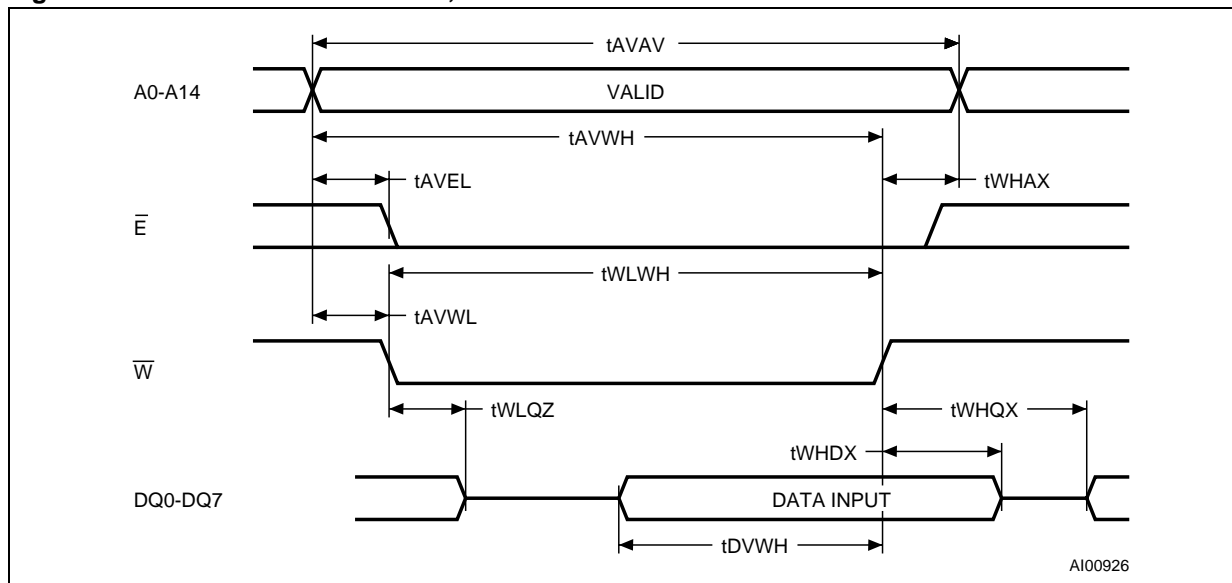 tAVAV
A0-A14
VALID
tAVWH
tAVEL
tWHAX
E̅
tWLWH
tAVWL
W̅
tWLQZ
tWHQX
tWHDX
DQ0-DQ7
DATA INPUT
tDVWH
AI00926